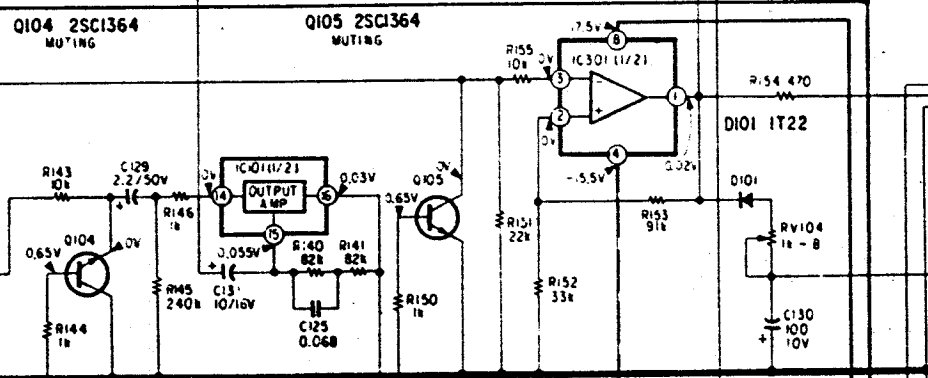 Q104 2SC1364
MUTING
Q105 2SC1364
MUTING
R155
10k
0V
17.5V
8
IC301 (1/2)
3
2
1
4
-
+
0V
-15.5V
0.02V
R154 470
D101 1T22
R143
10k
C129
2.2/50V
+
R146
1k
0V
14
IC101(1/2)
OUTPUT
AMP
16
15
0.03V
0V
Q105
0.65V
Q104
0V
0.65V
R144
1k
R145
240k
0.055V
+
C131
10/16V
R140
82k
R141
82k
C125
0.068
R150
1k
R151
22k
R152
33k
R153
91k
D101
RV104
1k-B
C130
100
10V
+